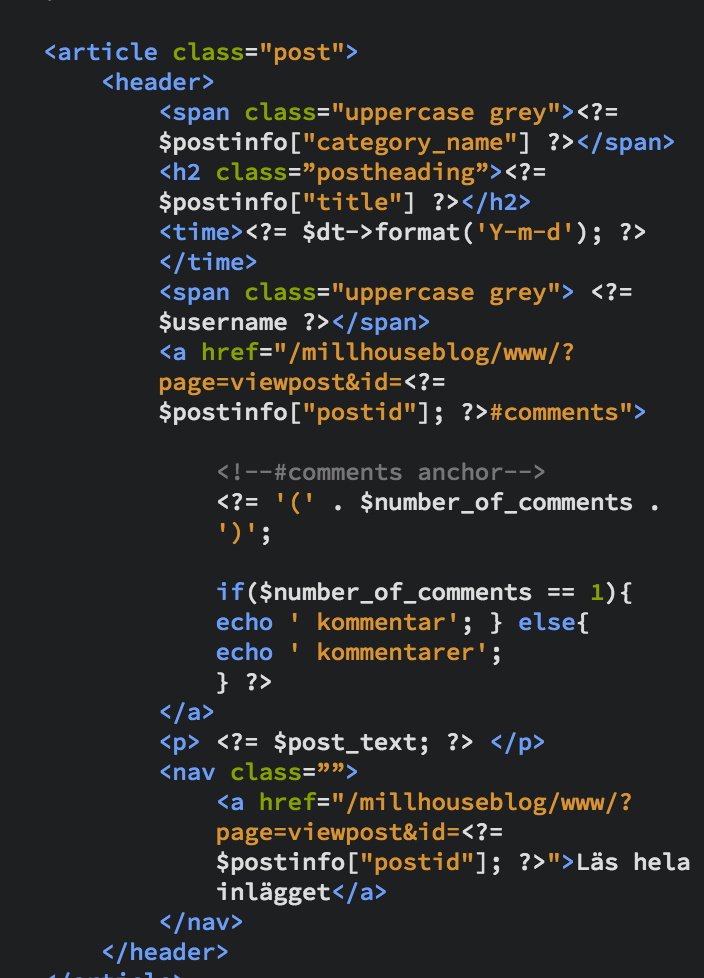 <article class="post">
<header>
<span class="uppercase grey"><?=
$postinfo["category_name"] ?></span>
<h2 class=”postheading”><?=
$postinfo["title"] ?></h2>
<time><?= $dt->format('Y-m-d'); ?>
</time>
<span class="uppercase grey"> <?=
$username ?></span>
<a href="/millhouseblog/www/?
page=viewpost&id=<?=
$postinfo["postid"]; ?>#comments">
<!--#comments anchor-->
<?= '(' . $number_of_comments .
')';
if($number_of_comments == 1){
echo ' kommentar'; } else{
echo ' kommentarer';
} ?>
</a>
<p> <?= $post_text; ?> </p>
<nav class=””>
<a href="/millhouseblog/www/?
page=viewpost&id=<?=
$postinfo["postid"]; ?>">Läs hela
inlägget</a>
</nav>
</header>
</article>